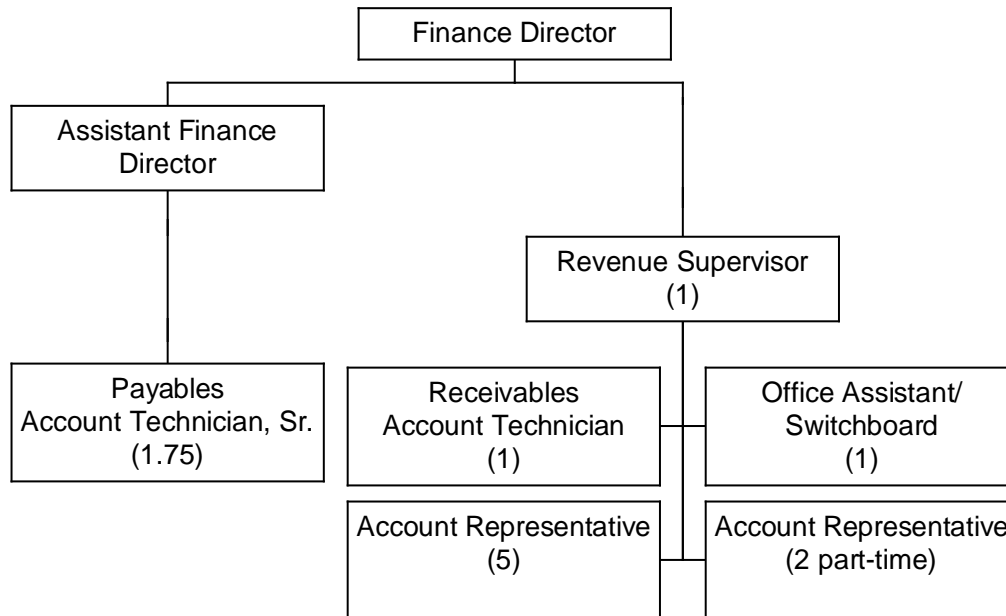 Finance Director
Assistant Finance
Director
Revenue Supervisor
(1)
Payables
Account Technician, Sr.
(1.75)
Receivables
Account Technician
(1)
Office Assistant/
Switchboard
(1)
Account Representative
(5)
Account Representative
(2 part-time)